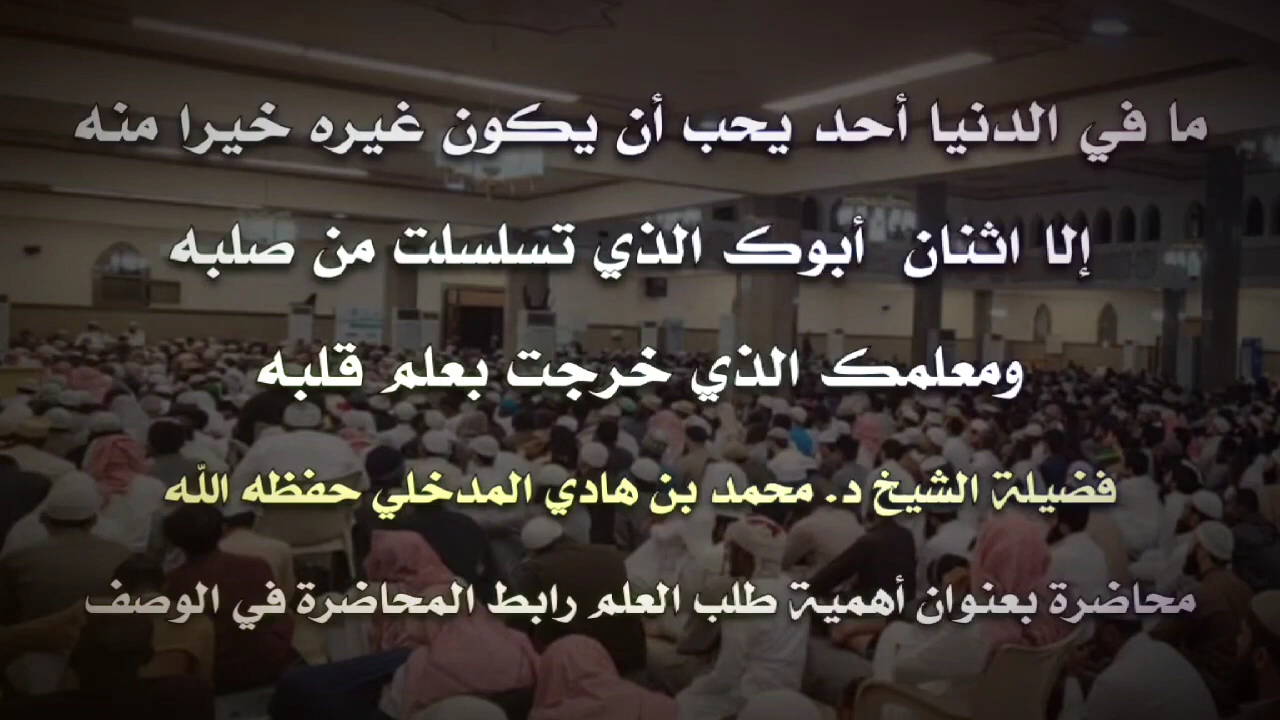 ما في الدنيا أحد يحب أن يكون غيره خيرا منه
إلا اثنان أبوك الذي تسلسلت من صلبه
ومعلمك الذي خرجت بعلم قلبه
فضيلة الشيخ د. محمد بن هادي المدخلي حفظه الله
محاضرة بعنوان أهمية طلب العلم رابط المحاضرة في الوصف